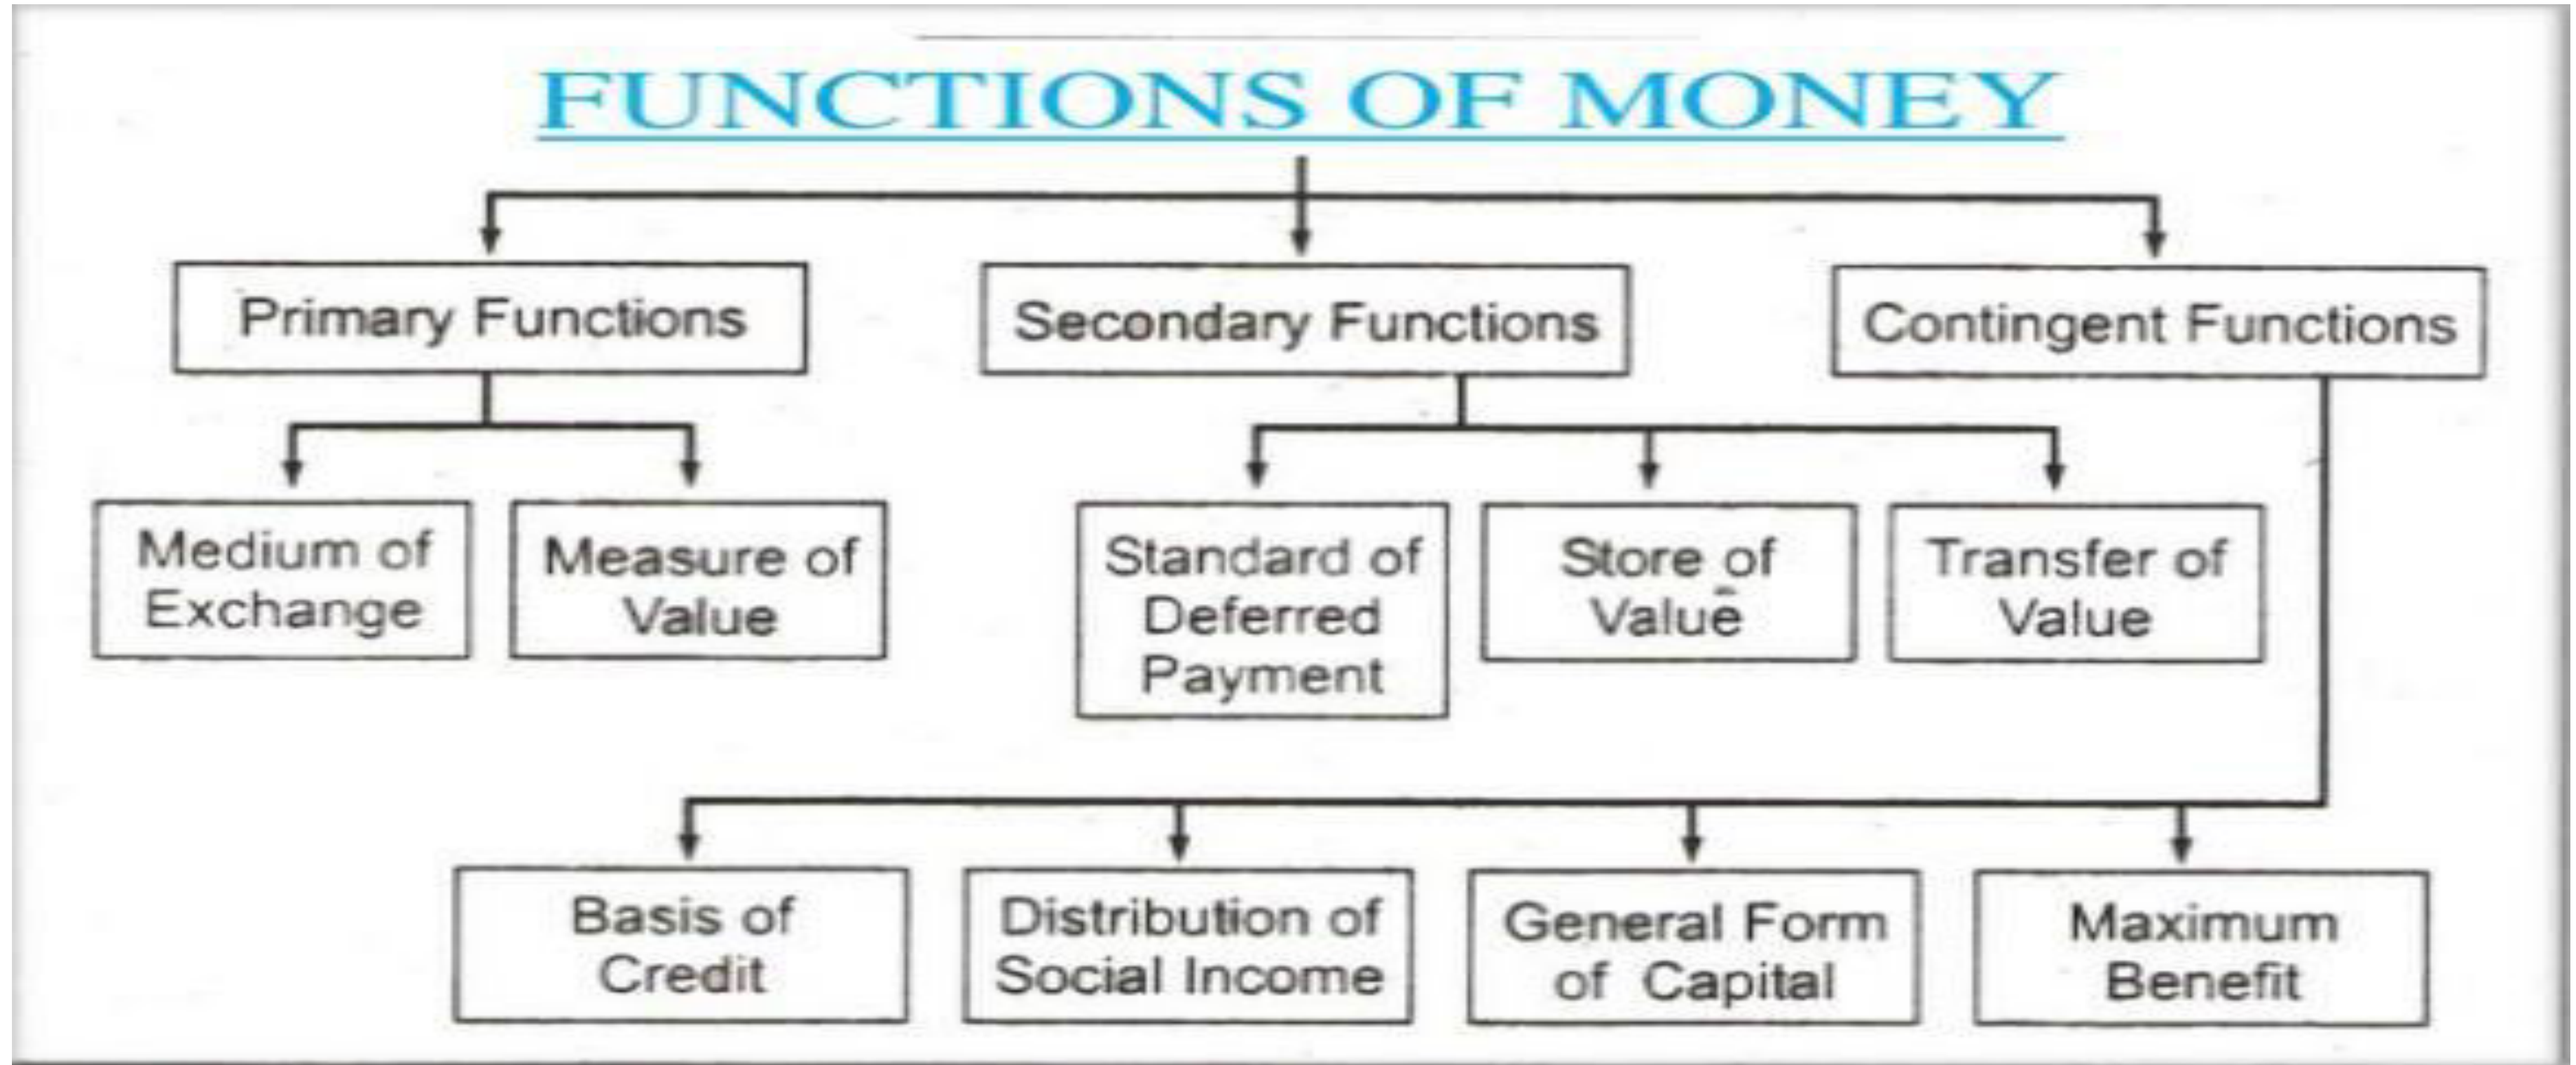 FUNCTIONS OF MONEY
Primary Functions
Secondary Functions
Contingent Functions
Medium of
Exchange
Measure of
Value
Standard of
Deferred
Payment
Store of
Value
Transfer of
Value
Basis of
Credit
Distribution of
Social Income
General Form
of Capital
Maximum
Benefit